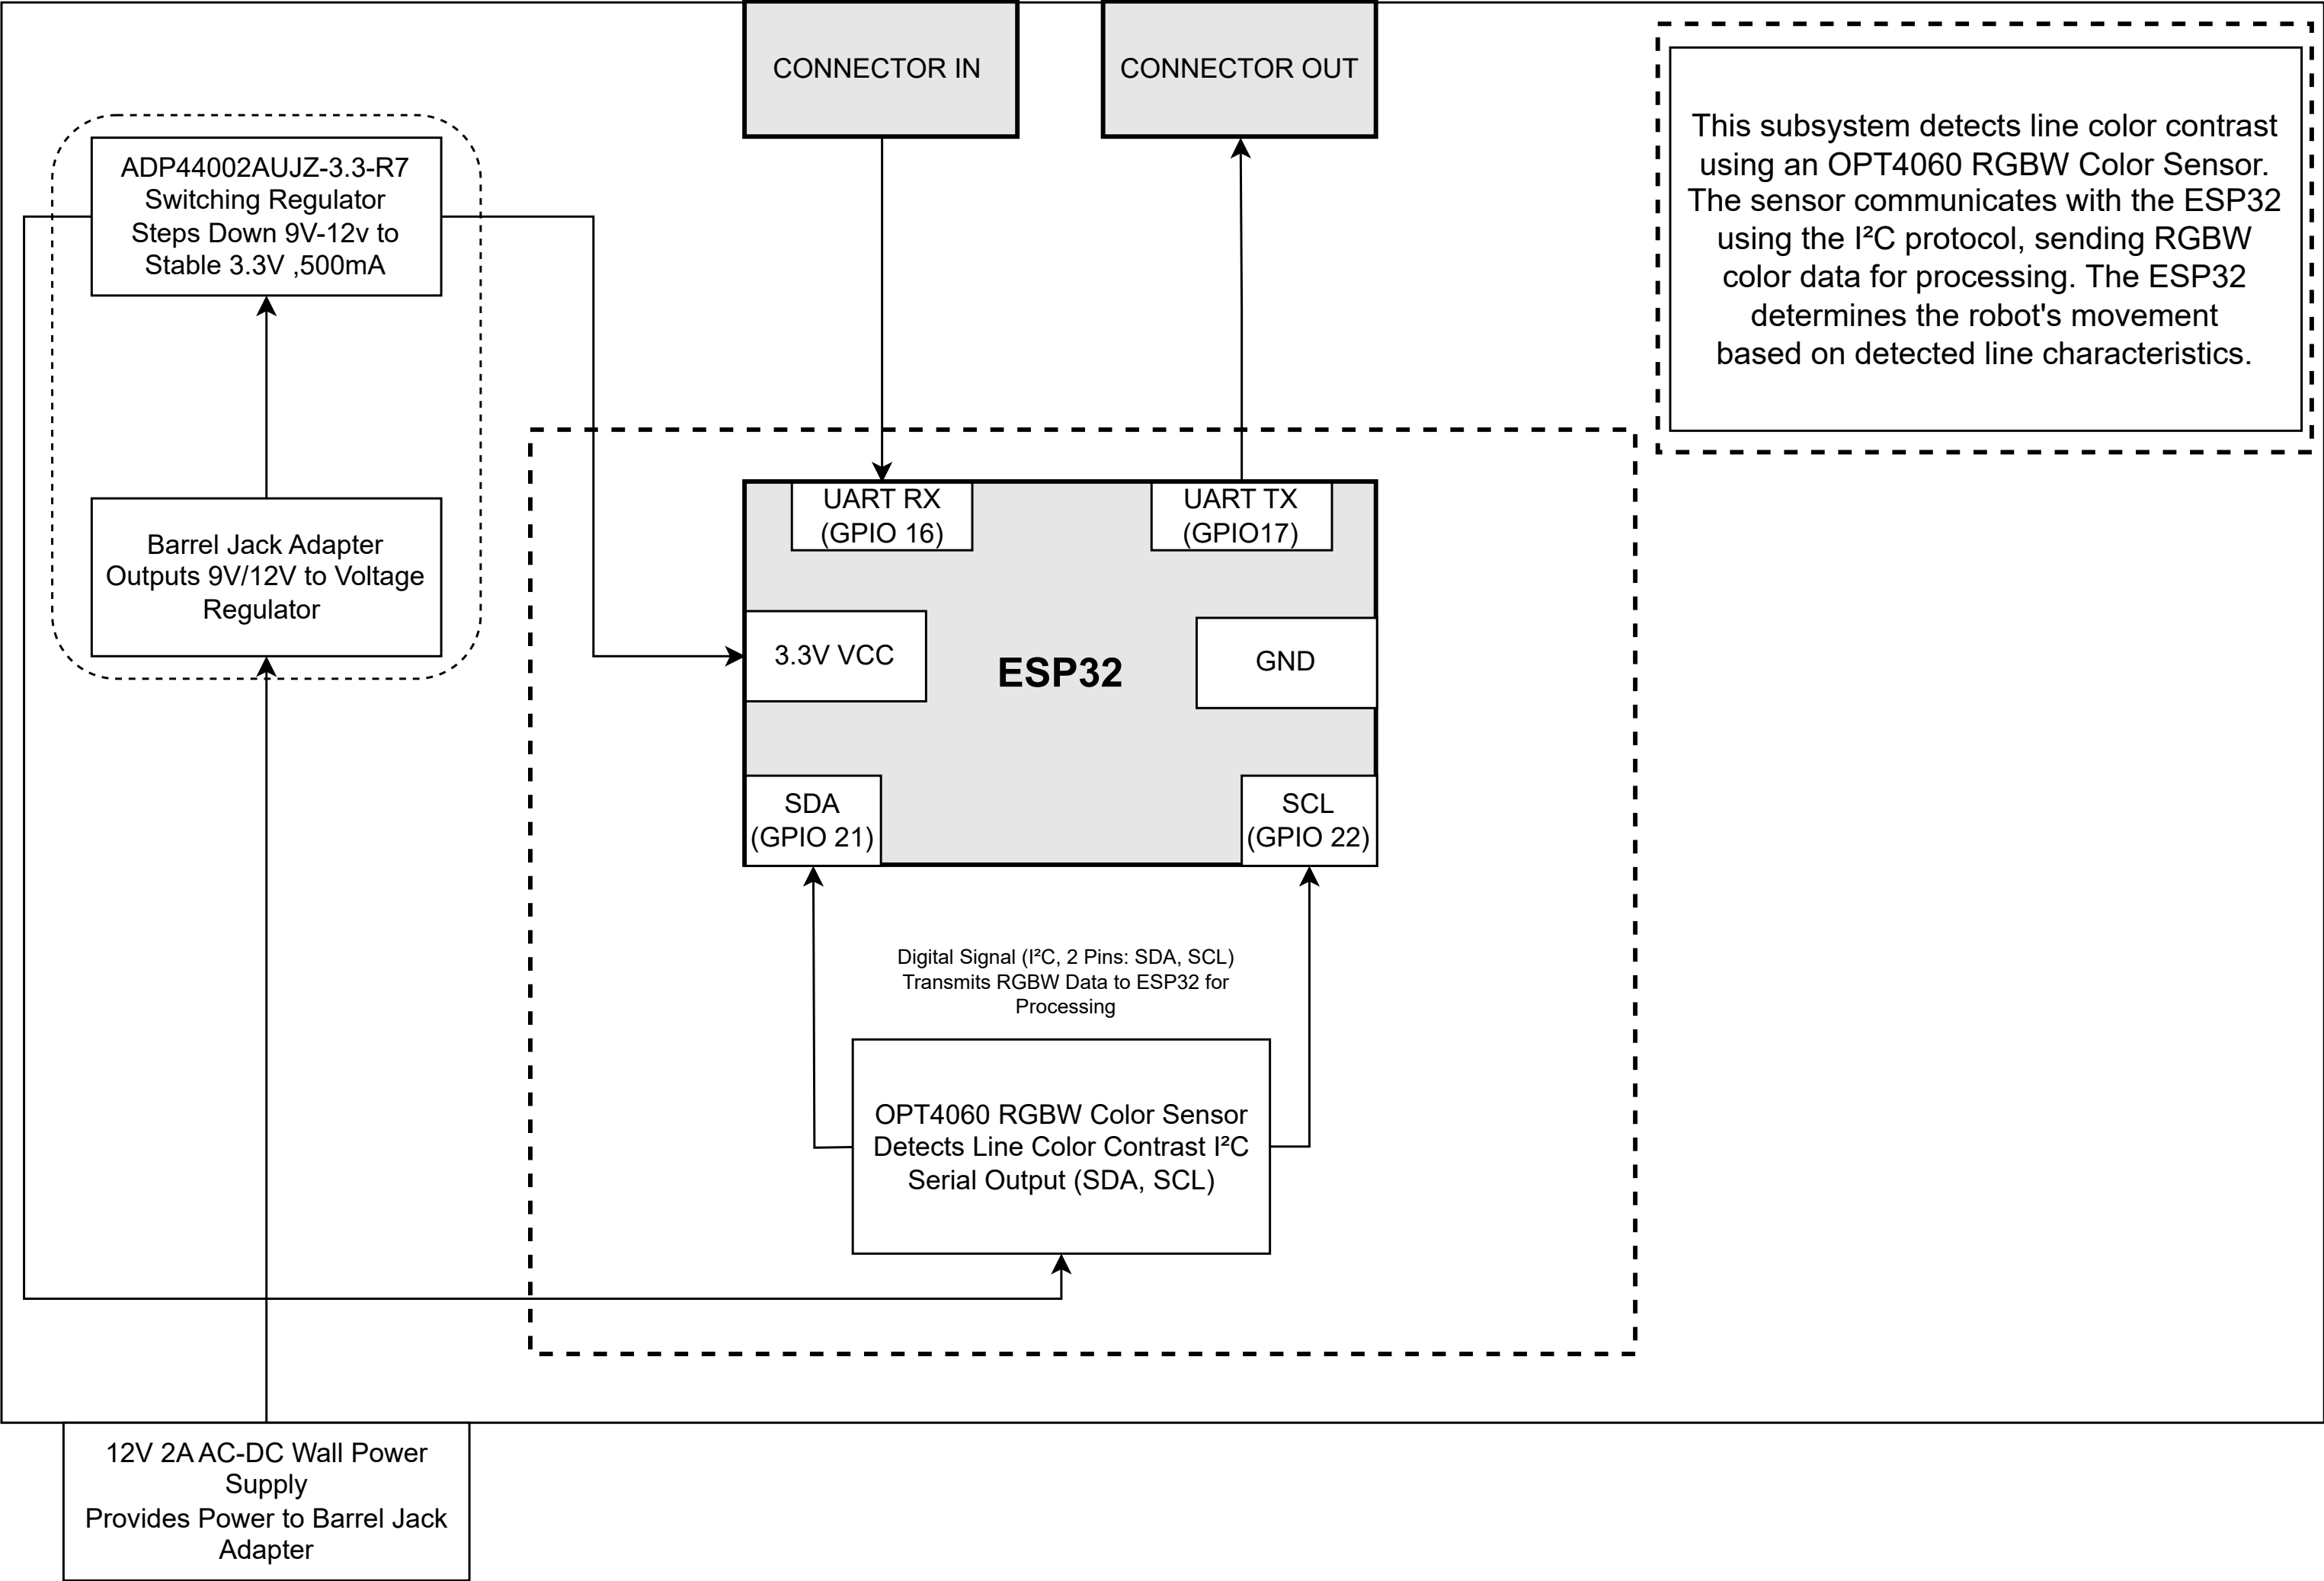 CONNECTOR IN
CONNECTOR OUT
This subsystem detects line color contrast
using an OPT4060 RGBW Color Sensor.
The sensor communicates with the ESP32
using the I²C protocol, sending RGBW
color data for processing. The ESP32
determines the robot's movement
based on detected line characteristics.
ADP44002AUJZ-3.3-R7
Switching Regulator
Steps Down 9V-12v to
Stable 3.3V ,500mA
Barrel Jack Adapter
Outputs 9V/12V to Voltage
Regulator
UART RX
(GPIO 16)
UART TX
(GPIO17)
3.3V VCC
ESP32
GND
SDA
(GPIO 21)
SCL
(GPIO 22)
Digital Signal (I²C, 2 Pins: SDA, SCL)
Transmits RGBW Data to ESP32 for
Processing
OPT4060 RGBW Color Sensor
Detects Line Color Contrast I²C
Serial Output (SDA, SCL)
12V 2A AC-DC Wall Power
Supply
Provides Power to Barrel Jack
Adapter